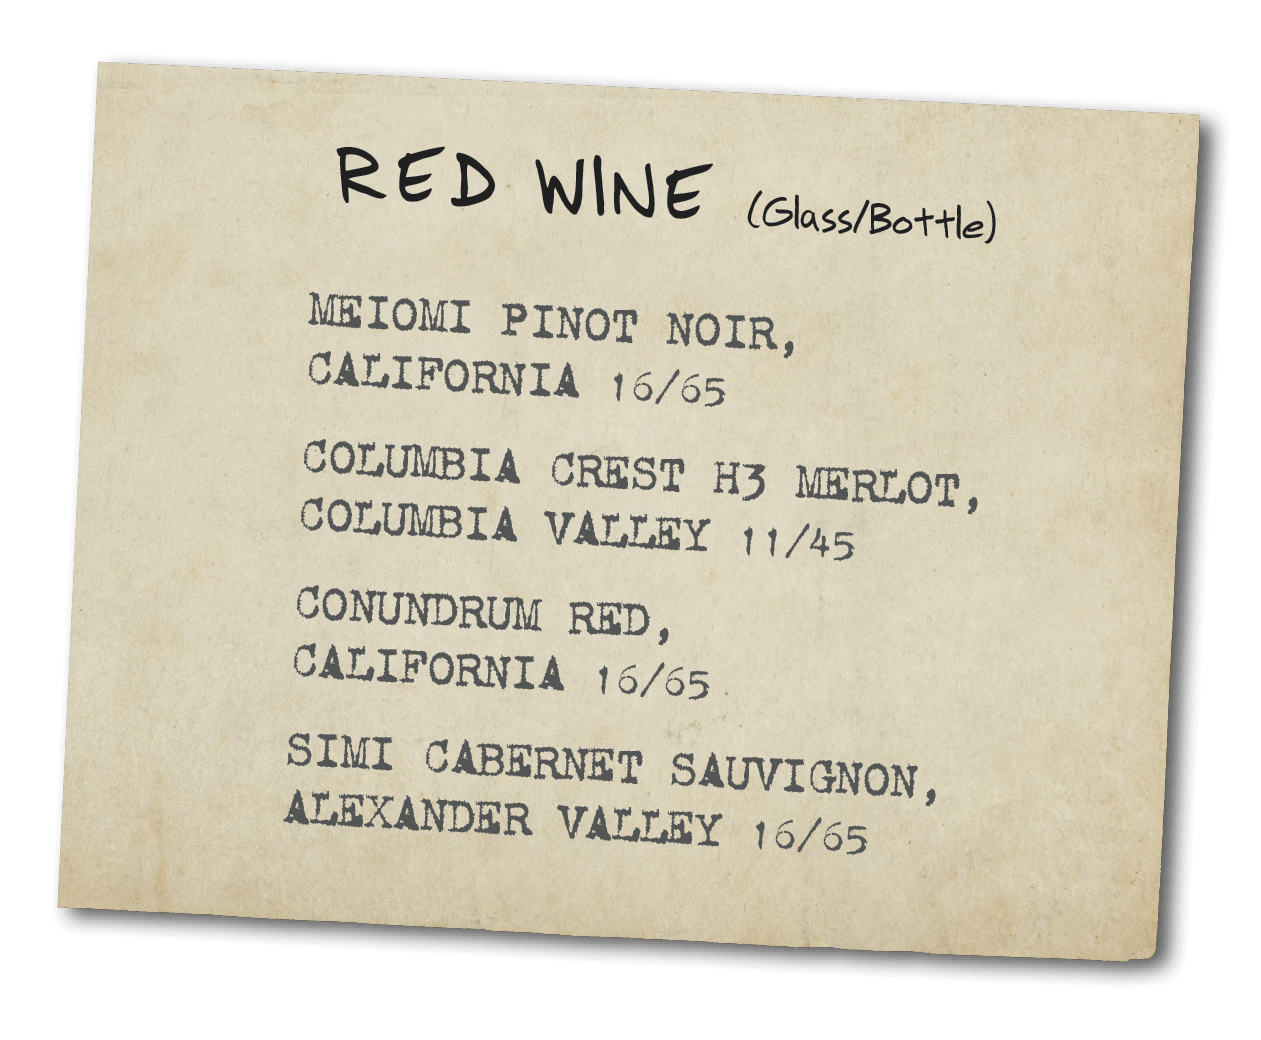 RED WINE (Glass/Bottle)
MEIOMI PINOT NOIR,
CALIFORNIA 16/65
COLUMBIA CREST H3 MERLOT,
COLUMBIA VALLEY 11/45
CONUNDRUM RED,
CALIFORNIA 16/65
SIMI CABERNET SAUVIGNON,
ALEXANDER VALLEY 16/65